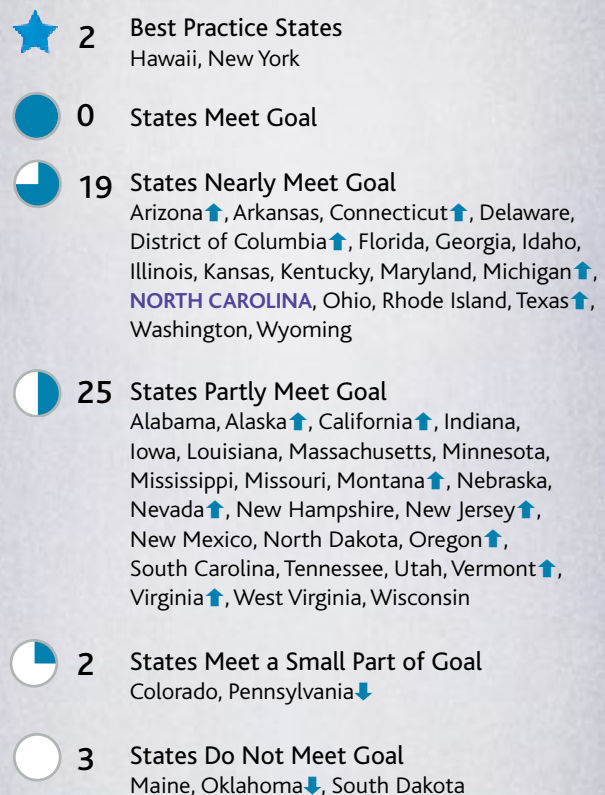 2 Best Practice States
Hawaii, New York
0 States Meet Goal
19 States Nearly Meet Goal
Arizona⬆, Arkansas, Connecticut⬆, Delaware,
District of Columbia⬆, Florida, Georgia, Idaho,
Illinois, Kansas, Kentucky, Maryland, Michigan⬆,
NORTH CAROLINA, Ohio, Rhode Island, Texas⬆,
Washington, Wyoming
25 States Partly Meet Goal
Alabama, Alaska⬆, California⬆, Indiana,
Iowa, Louisiana, Massachusetts, Minnesota,
Mississippi, Missouri, Montana⬆, Nebraska,
Nevada⬆, New Hampshire, New Jersey⬆,
New Mexico, North Dakota, Oregon⬆,
South Carolina, Tennessee, Utah, Vermont⬆,
Virginia⬆, West Virginia, Wisconsin
2 States Meet a Small Part of Goal
Colorado, Pennsylvania⬇
3 States Do Not Meet Goal
Maine, Oklahoma⬇, South Dakota